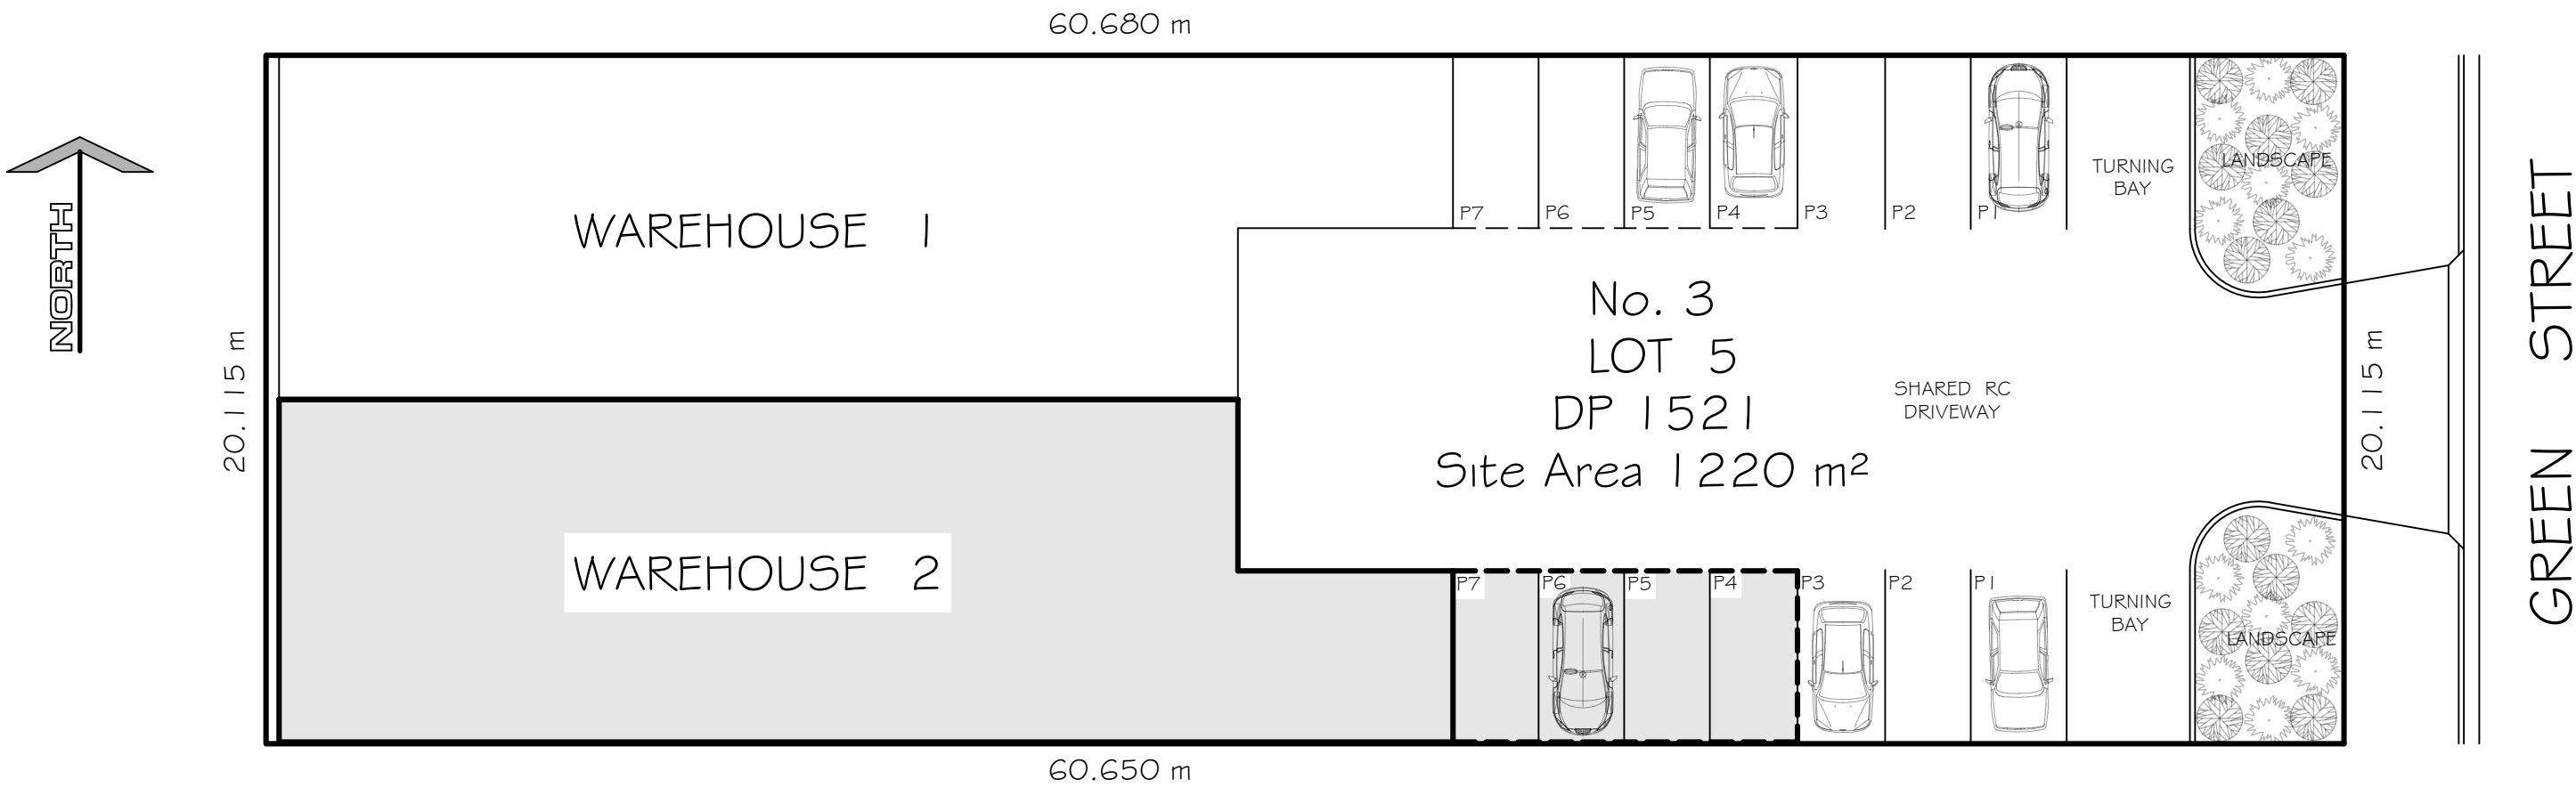 60.680 m
NORTH
WAREHOUSE 1
P7
P6
P5
P4
P3
P2
P1
TURNING
BAY
LANDSCAPE
No. 3
LOT 5
DP 1521
Site Area 1220 m²
SHARED RC
DRIVEWAY
20.115 m
20.115 m
GREEN STREET
WAREHOUSE 2
P7
P6
P5
P4
P3
P2
P1
TURNING
BAY
LANDSCAPE
60.650 m